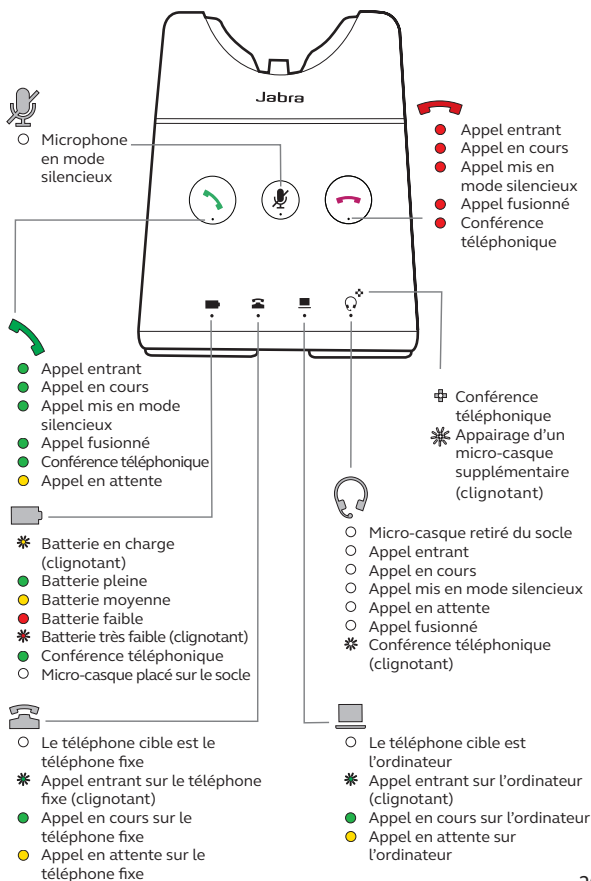 Jabra
Microphone
en mode
silencieux
Appel entrant
Appel en cours
Appel mis en
mode silencieux
Appel fusionné
Conférence
téléphonique
Appel entrant
Appel en cours
Appel mis en mode
silencieux
Appel fusionné
Conférence téléphonique
Appel en attente
Conférence
téléphonique
Appairage d'un
micro-casque
supplémentaire
(clignotant)
Batterie en charge
(clignotant)
Batterie pleine
Batterie moyenne
Batterie faible
Batterie très faible (clignotant)
Conférence téléphonique
Micro-casque placé sur le socle
Micro-casque retiré du socle
Appel entrant
Appel en cours
Appel mis en mode silencieux
Appel en attente
Appel fusionné
Conférence téléphonique
(clignotant)
Le téléphone cible est le
téléphone fixe
Appel entrant sur le téléphone
fixe (clignotant)
Appel en cours sur le
téléphone fixe
Appel en attente sur le
téléphone fixe
Le téléphone cible est
l'ordinateur
Appel entrant sur l'ordinateur
(clignotant)
Appel en cours sur l'ordinateur
Appel en attente sur
l'ordinateur